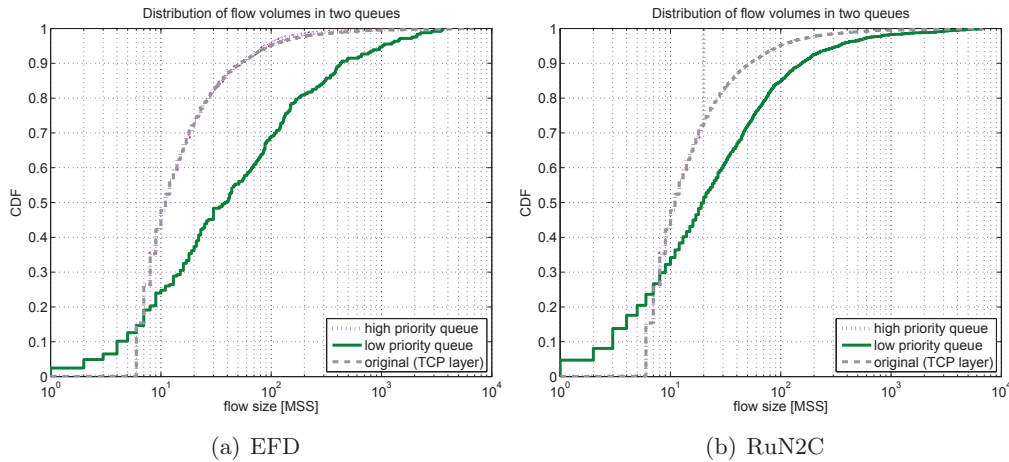 Distribution of flow volumes in two queues
1
0.9
0.8
0.7
0.6
0.5
0.4
0.3
0.2
0.1
0
CDF
10^0
10^1
10^2
10^3
10^4
flow size [MSS]
high priority queue
low priority queue
original (TCP layer)
(a) EFD
Distribution of flow volumes in two queues
1
0.9
0.8
0.7
0.6
0.5
0.4
0.3
0.2
0.1
0
CDF
10^0
10^1
10^2
10^3
10^4
flow size [MSS]
high priority queue
low priority queue
original (TCP layer)
(b) RuN2C